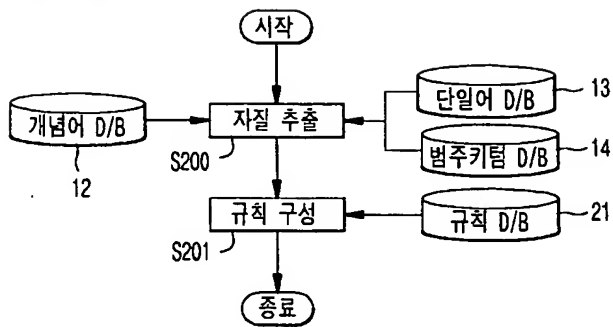 시작
단일어 D/B
13
개념어 D/B
12
자질 추출
S200
범주키텀 D/B
14
규칙 구성
S201
규칙 D/B
21
종료